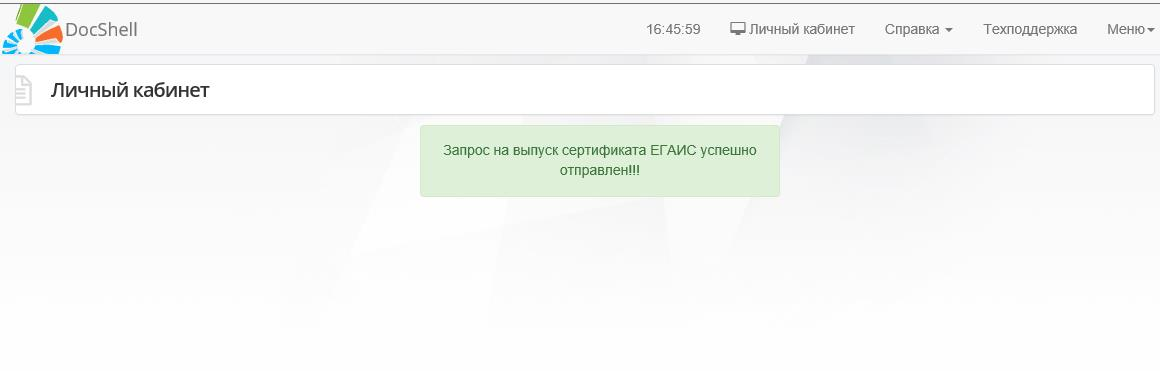 DocShell
16:45:59
Личный кабинет
Справка
Техподдержка
Меню
Личный кабинет
Запрос на выпуск сертификата ЕГАИС успешно
отправлен!!!